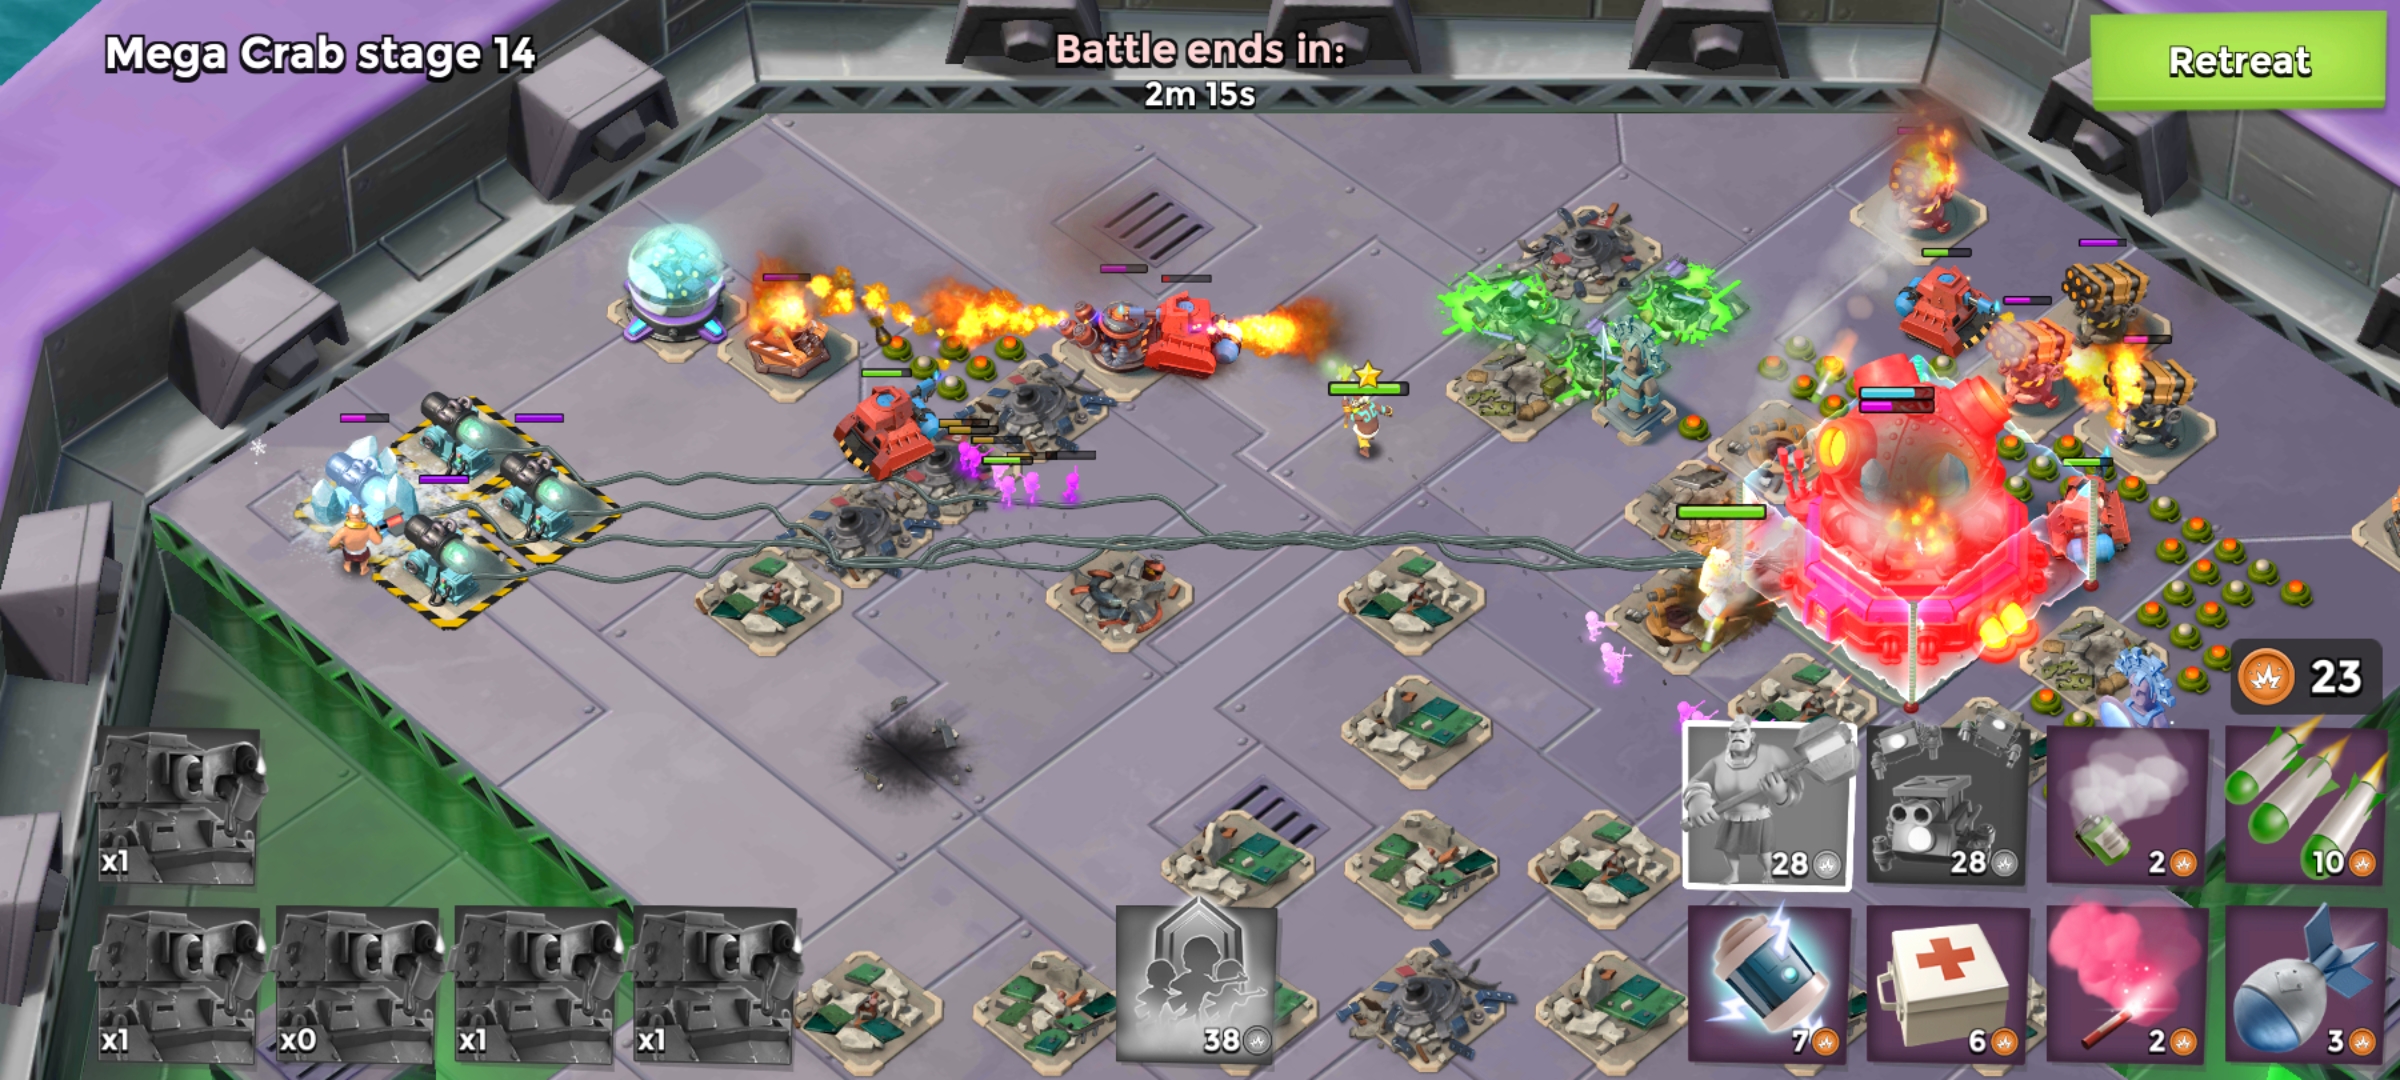 Mega Crab stage 14
Battle ends in:
2m 15s
Retreat
23
x1
28
28
2
10
x1
x0
x1
x1
38
7
6
2
3